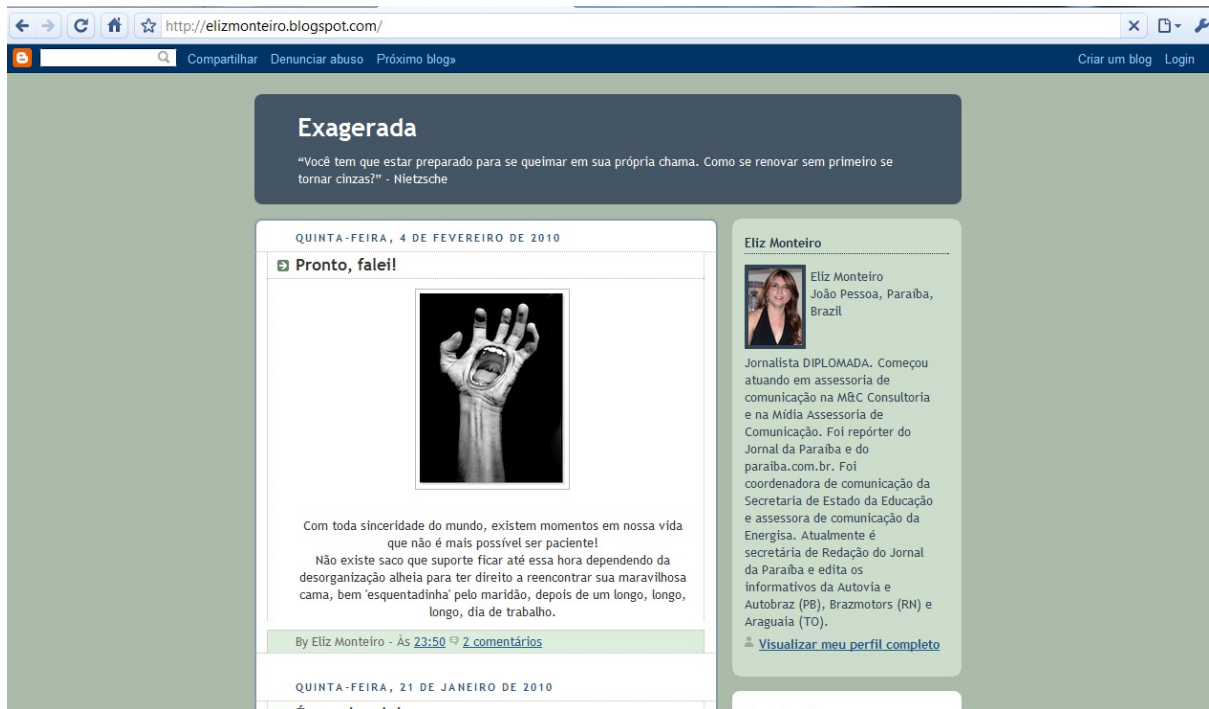 http://elizmonteiro.blogspot.com/
Compartilhar Denunciar abuso Próximo blog» Criar um blog Login
Exagerada
“Você tem que estar preparado para se queimar em sua própria chama. Como se renovar sem primeiro se
tornar cinzas?” - Nietzsche
QUINTA-FEIRA, 4 DE FEVEREIRO DE 2010
Pronto, falei!
Com toda sinceridade do mundo, existem momentos em nossa vida
que não é mais possível ser paciente!
Não existe saco que suporte ficar até essa hora dependendo da
desorganização alheia para ter direito a reencontrar sua maravilhosa
cama, bem 'esquentadinha' pelo maridão, depois de um longo, longo,
longo, dia de trabalho.
By Eliz Monteiro - Às 23:50 2 comentários
QUINTA-FEIRA, 21 DE JANEIRO DE 2010
Eliz Monteiro
Eliz Monteiro
João Pessoa, Paraíba,
Brazil
Jornalista DIPLOMADA. Começou
atuando em assessoria de
comunicação na M&C Consultoria
e na Mídia Assessoria de
Comunicação. Foi repórter do
Jornal da Paraíba e do
paraiba.com.br. Foi
coordenadora de comunicação da
Secretaria de Estado da Educação
e assessora de comunicação da
Energisa. Atualmente é
secretária de Redação do Jornal
da Paraíba e edita os
informativos da Autovia e
Autobraz (PB), Brazmotors (RN) e
Araguaia (TO).
Visualizar meu perfil completo